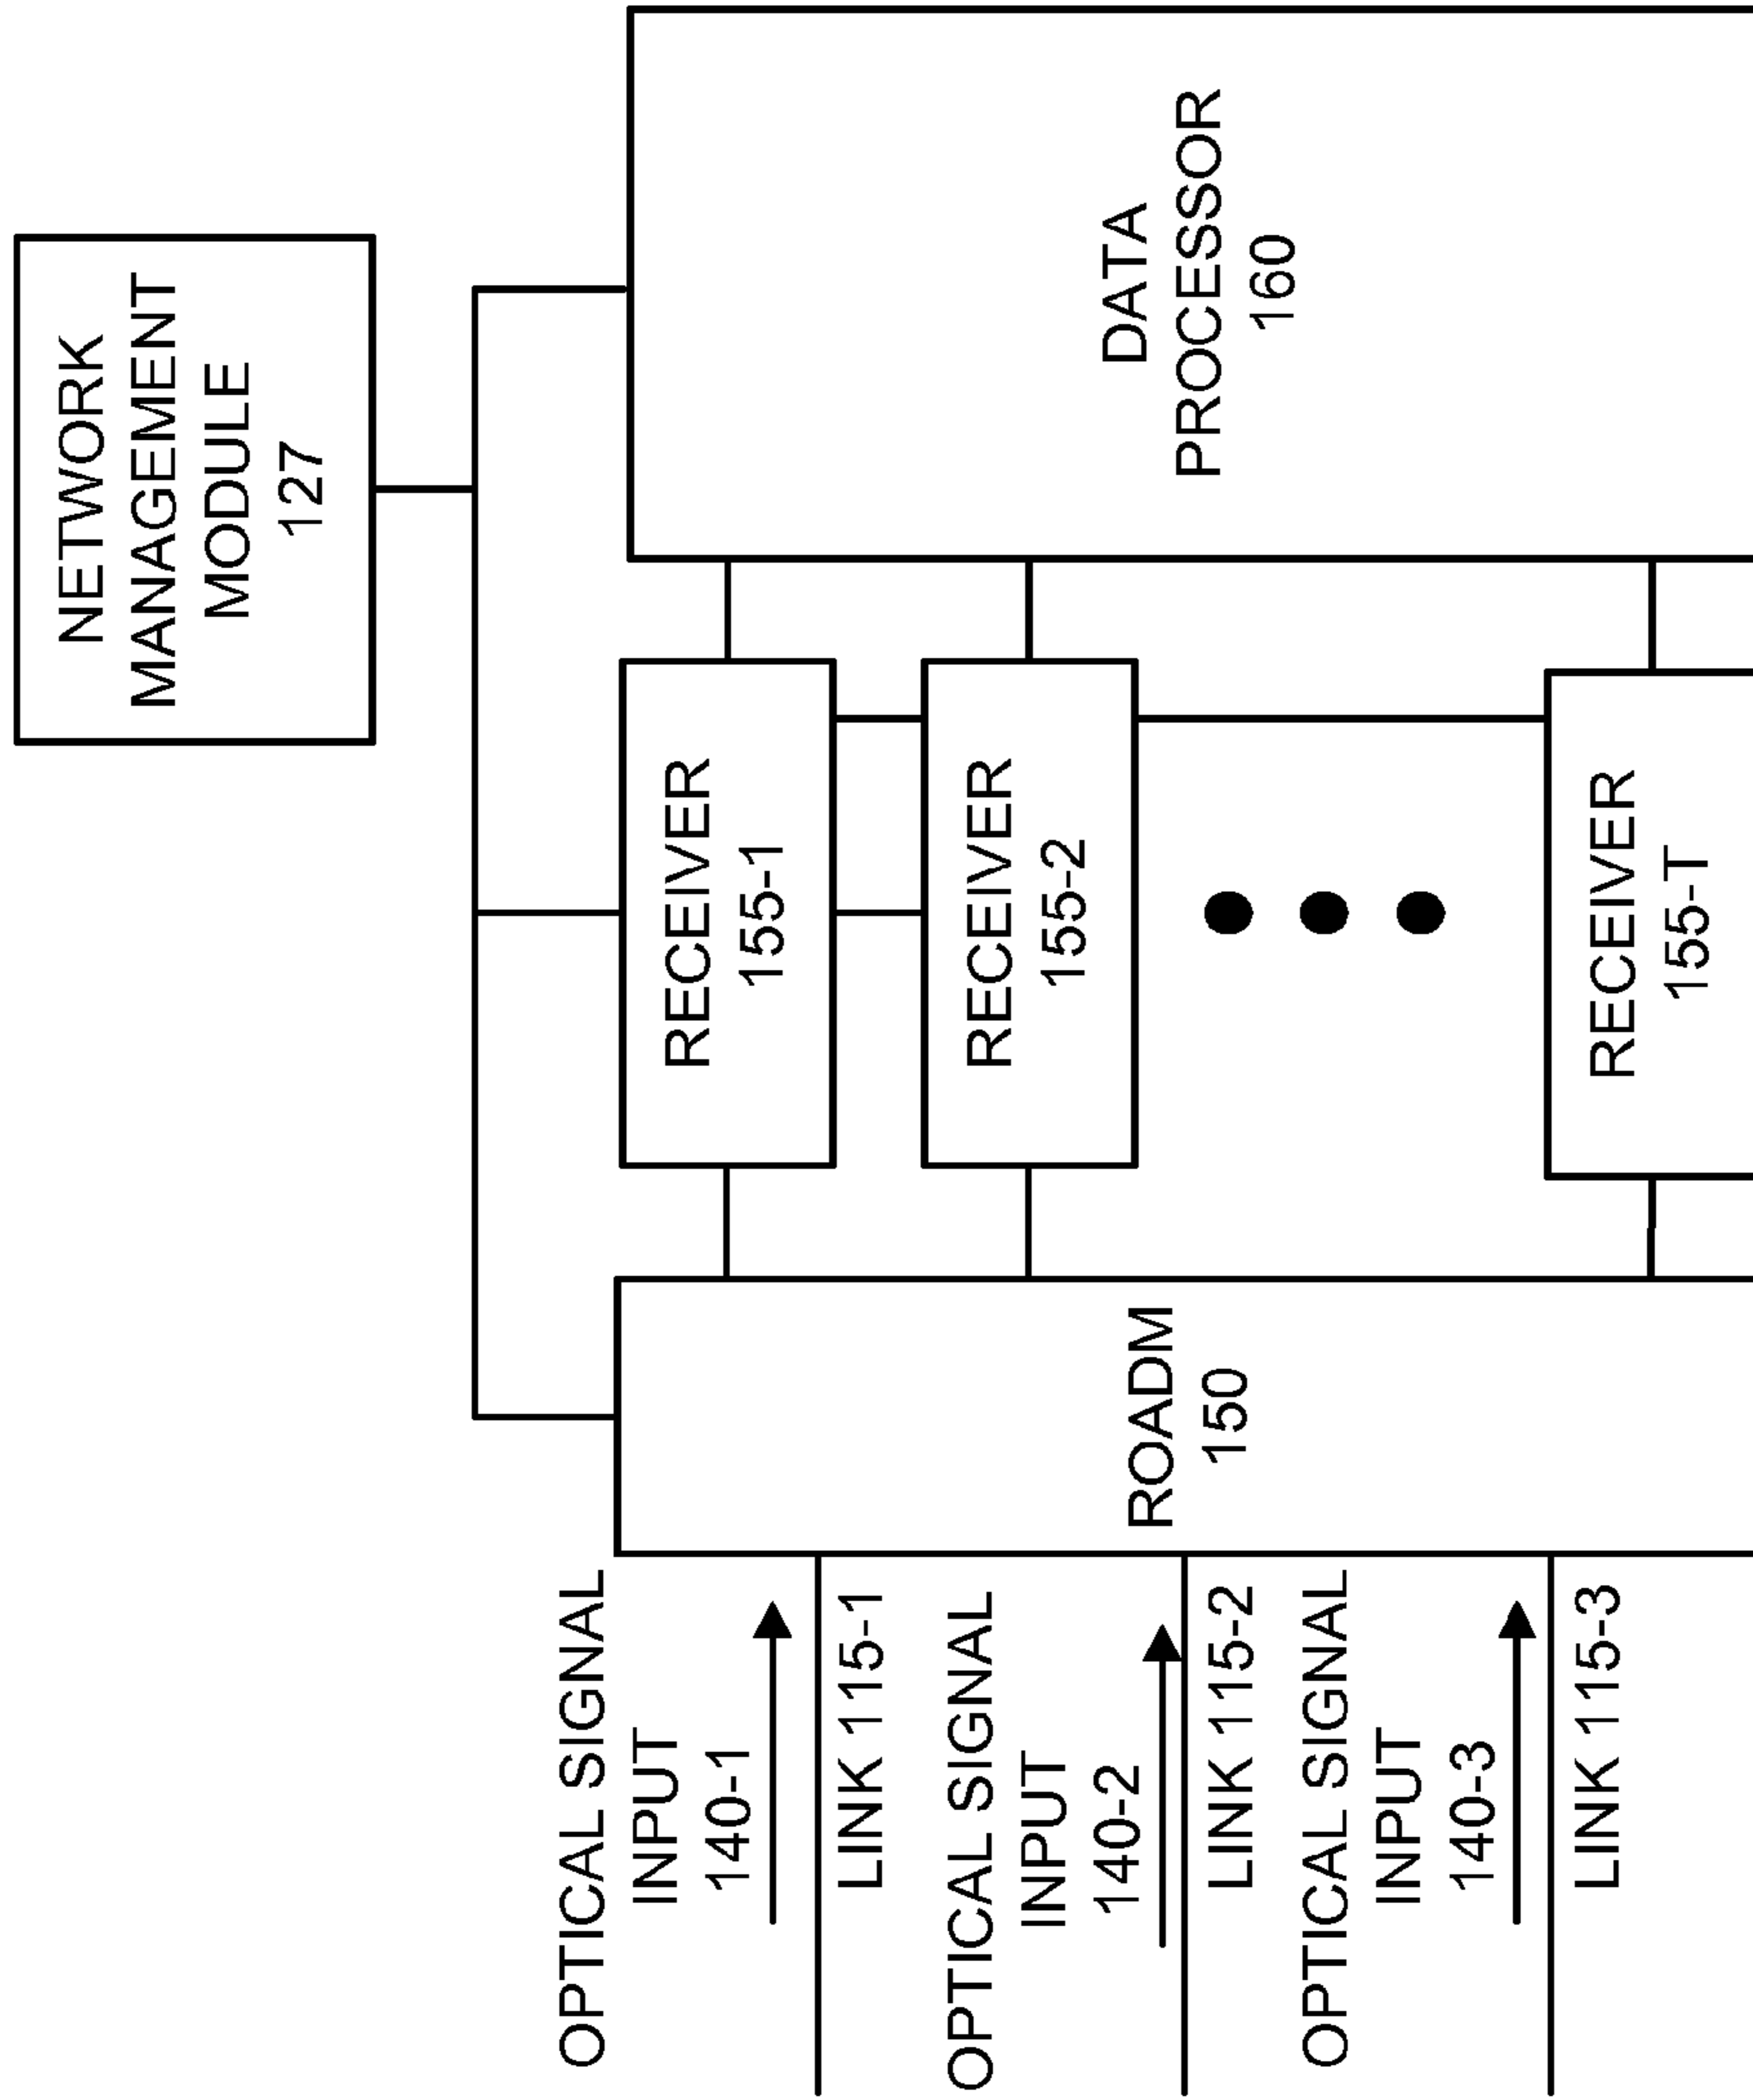 NETWORK
MANAGEMENT
MODULE
127
OPTICAL SIGNAL
INPUT
140-1
LINK 115-1
OPTICAL SIGNAL
INPUT
140-2
LINK 115-2
OPTICAL SIGNAL
INPUT
140-3
LINK 115-3
ROADM
150
RECEIVER
155-1
RECEIVER
155-2
RECEIVER
155-T
DATA
PROCESSOR
160